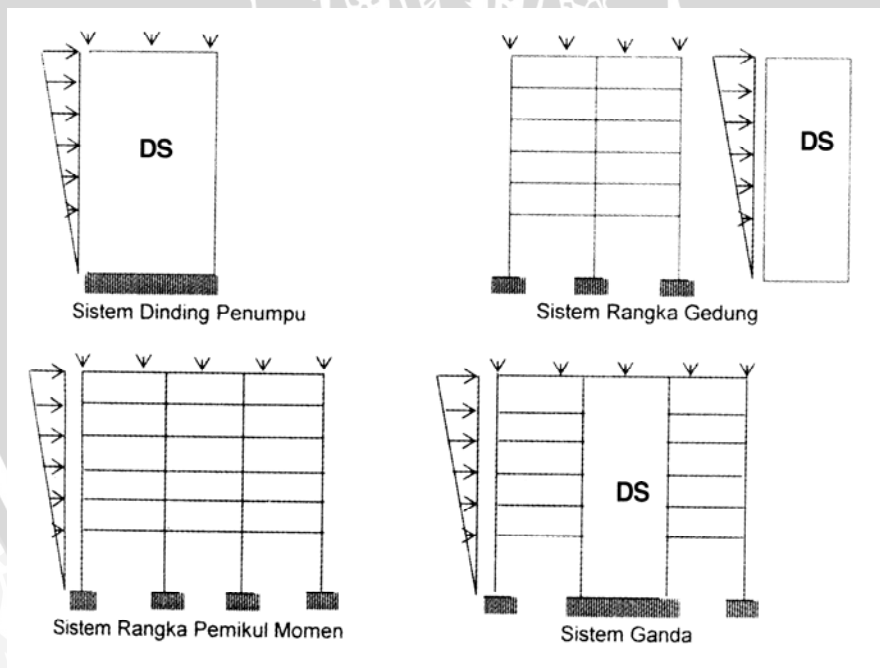 DS
Sistem Dinding Penumpu
DS
Sistem Rangka Gedung
Sistem Rangka Pemikul Momen
DS
Sistem Ganda